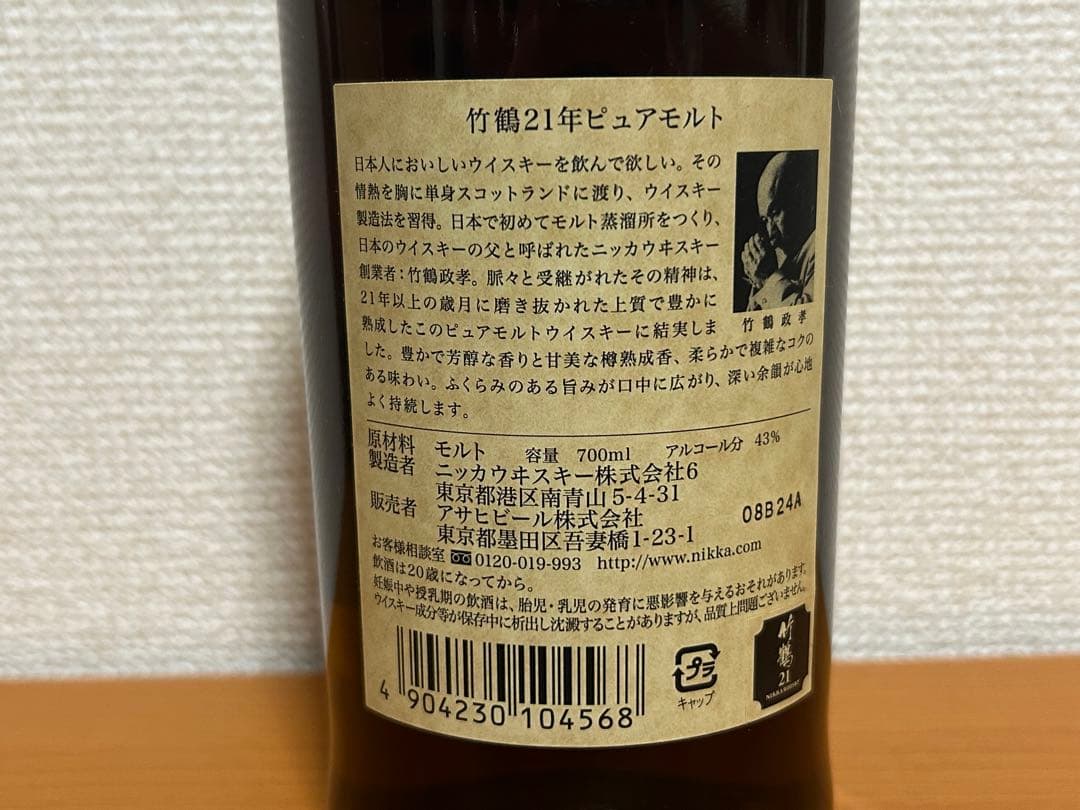 竹鶴21年ピュアモルト
日本人においしいウイスキーを飲んで欲しい。その
情熱を胸に単身スコットランドに渡り、ウイスキー
製造法を習得。日本で初めてモルト蒸溜所をつくり、
日本のウイスキーの父と呼ばれたニッカウヰスキー
創業者:竹鶴政孝。脈々と受継がれたその精神は、
21年以上の歳月に磨き抜かれた上質で豊かに
熟成したこのピュアモルトウイスキーに結実しま
した。豊かで芳醇な香りと甘美な樽熟成香、柔らかで複雑なコクの
ある味わい。ふくらみのある旨みが口中に広がり、深い余韻が心地
よく持続します。
竹鶴政孝
原材料 モルト 容量 700ml アルコール分 43%
製造者 ニッカウヰスキー株式会社6
東京都港区南青山5-4-31
販売者 アサヒビール株式会社
東京都墨田区吾妻橋1-23-1
08B24A
お客様相談室 0120-019-993 http://www.nikka.com
飲酒は20歳になってから。
妊娠中や授乳期の飲酒は、胎児・乳児の発育に悪影響を与えるおそれがあります。
ウイスキー成分等が保存中に析出し沈澱することがありますが、品質上問題ございません。
4 904230 104568
プラ
キャップ
竹鶴
21
NIKKA WHISKY